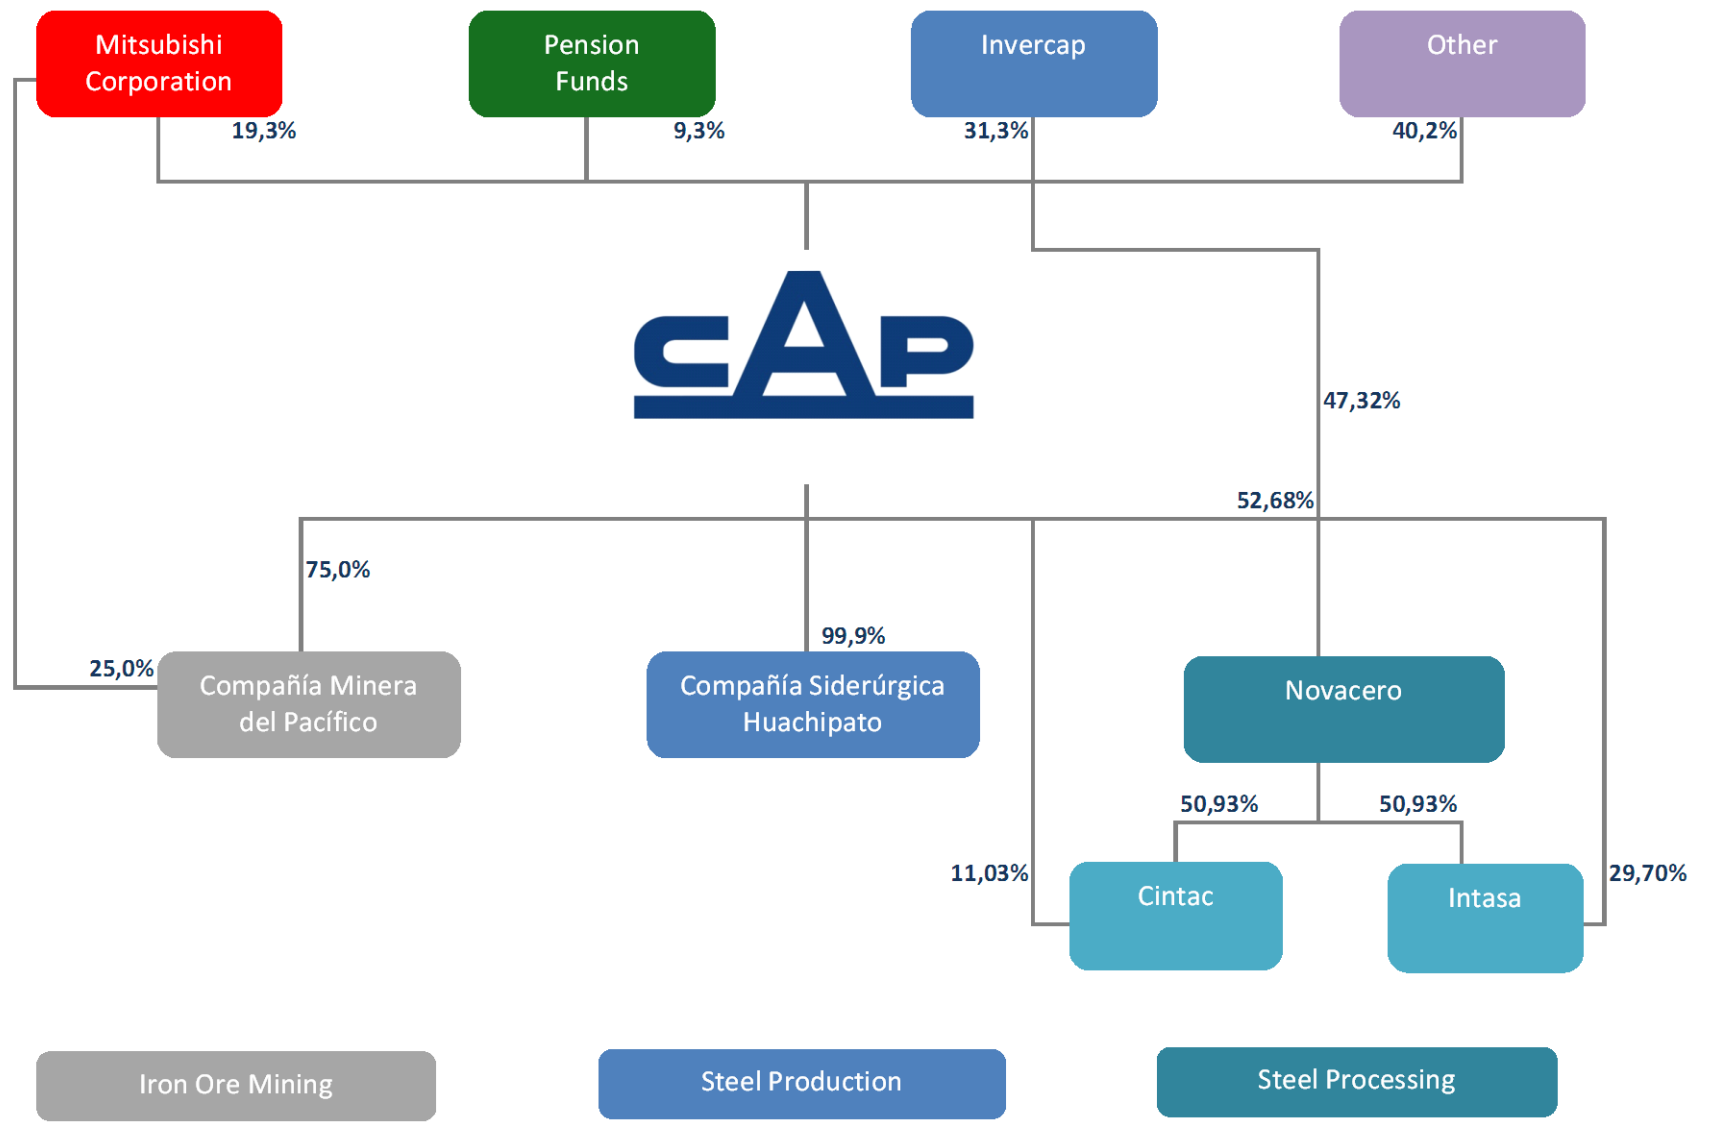 Mitsubishi
Corporation
Pension
Funds
Invercap
Other
19,3%
9,3%
31,3%
40,2%
CAP
47,32%
52,68%
75,0%
99,9%
25,0%
Compañía Minera
del Pacífico
Compañía Siderúrgica
Huachipato
Novacero
50,93%
50,93%
11,03%
29,70%
Cintac
Intasa
Iron Ore Mining
Steel Production
Steel Processing